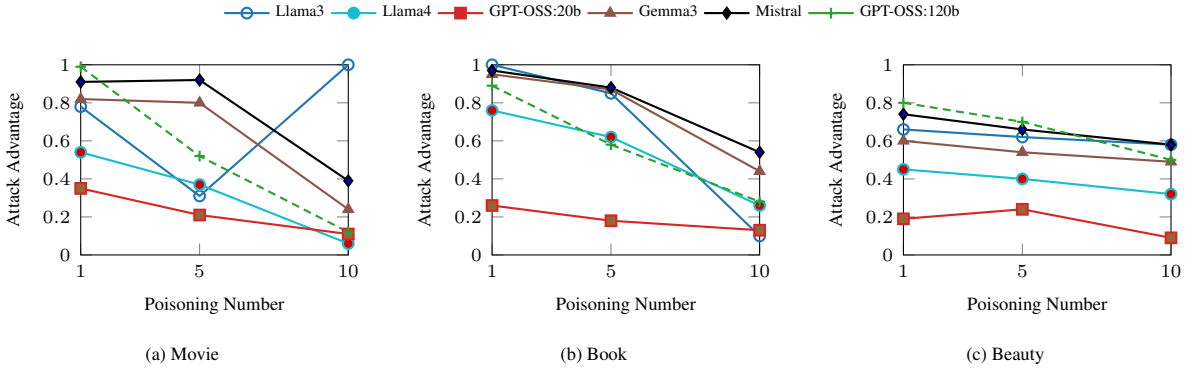 Llama3 Llama4 GPT-OSS:20b Gemma3 Mistral GPT-OSS:120b
1
0.8
0.6
0.4
0.2
0
Attack Advantage
1 5 10
Poisoning Number
(a) Movie
1
0.8
0.6
0.4
0.2
0
Attack Advantage
1 5 10
Poisoning Number
(b) Book
1
0.8
0.6
0.4
0.2
0
Attack Advantage
1 5 10
Poisoning Number
(c) Beauty